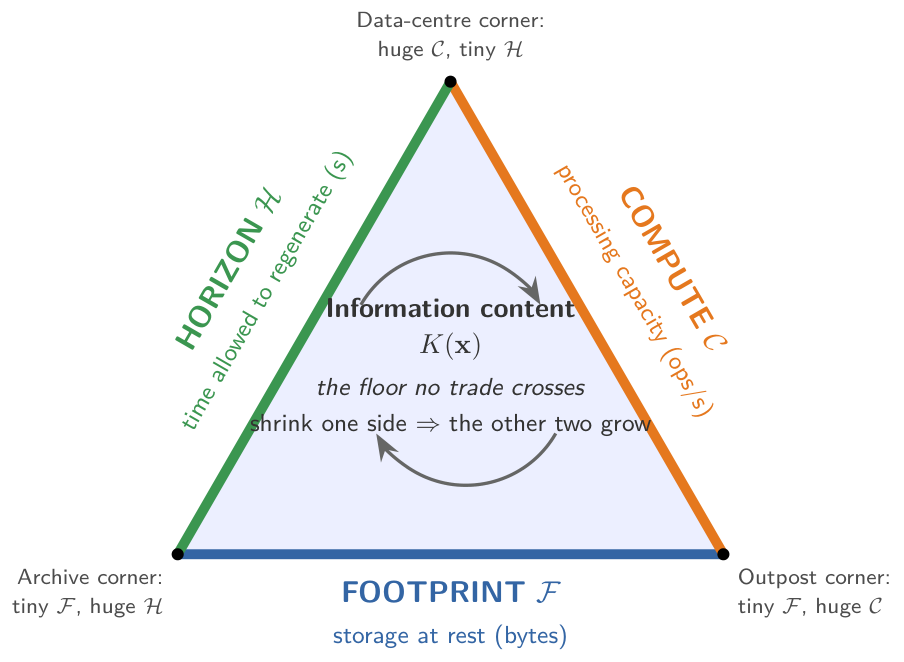 Data-centre corner:
huge 𝒞, tiny ℋ
HORIZON ℋ
time allowed to regenerate (s)
COMPUTE 𝒞
processing capacity (ops/s)
Information content
K(x)
the floor no trade crosses
shrink one side ⇒ the other two grow
Archive corner:
tiny ℱ, huge ℋ
FOOTPRINT ℱ
storage at rest (bytes)
Outpost corner:
tiny ℱ, huge 𝒞